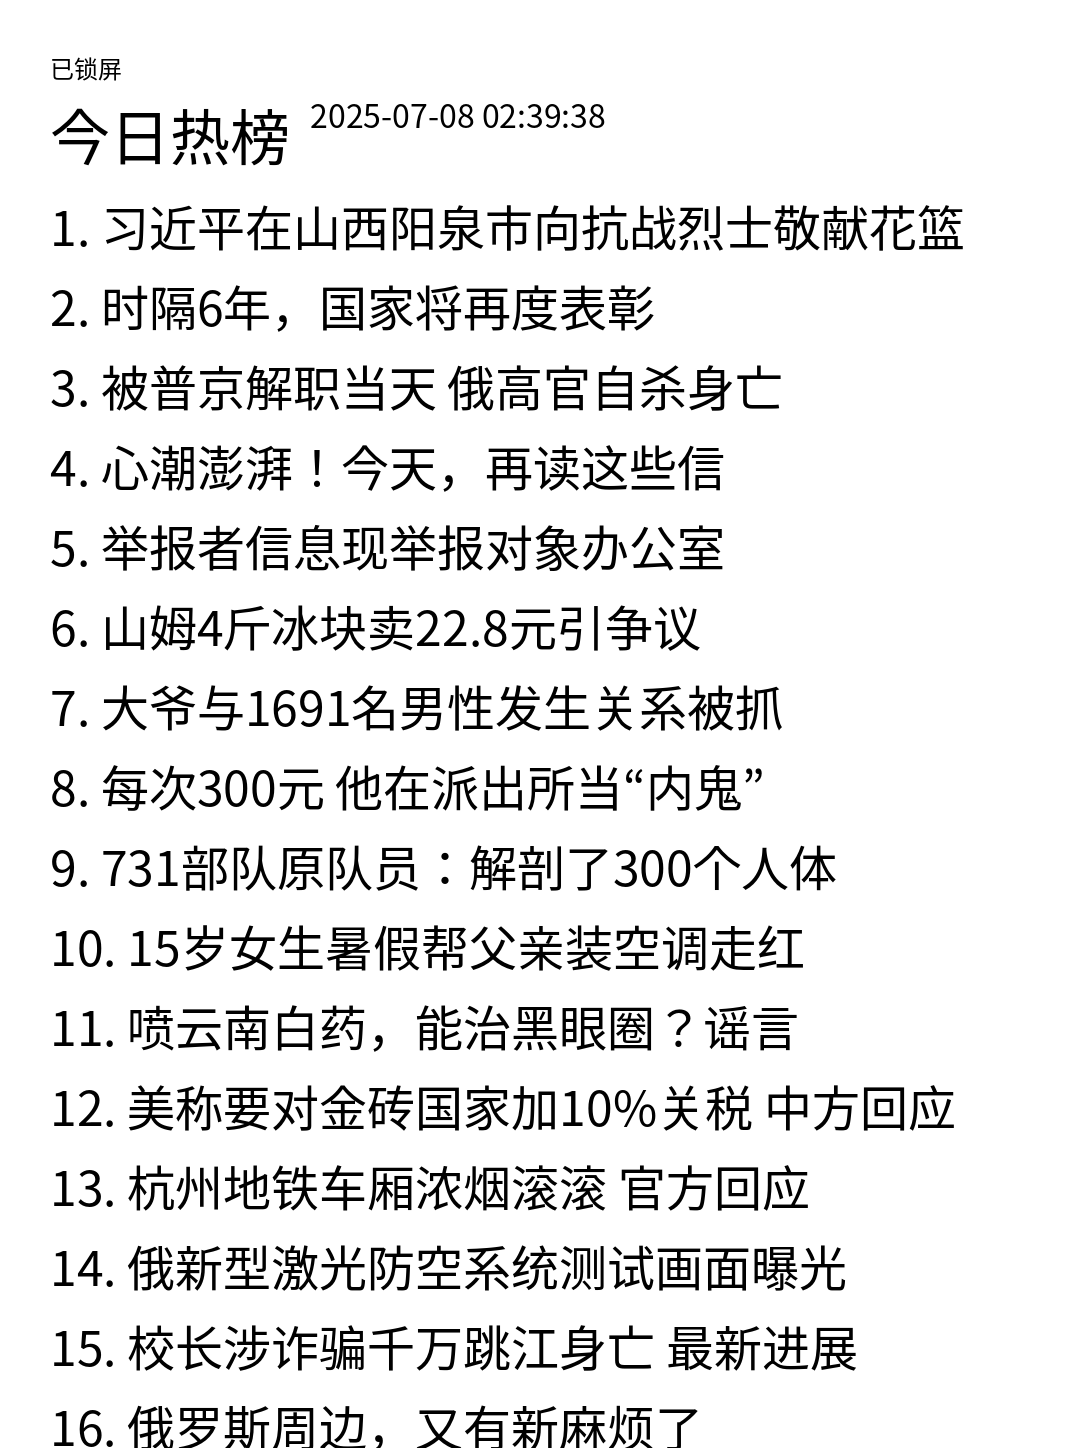 已锁屏
今日热榜 2025-07-08 02:39:38
1. 习近平在山西阳泉市向抗战烈士敬献花篮
2. 时隔6年，国家将再度表彰
3. 被普京解职当天 俄高官自杀身亡
4. 心潮澎湃！今天，再读这些信
5. 举报者信息现举报对象办公室
6. 山姆4斤冰块卖22.8元引争议
7. 大爷与1691名男性发生关系被抓
8. 每次300元 他在派出所当“内鬼”
9. 731部队原队员：解剖了300个人体
10. 15岁女生暑假帮父亲装空调走红
11. 喷云南白药，能治黑眼圈？谣言
12. 美称要对金砖国家加10%关税 中方回应
13. 杭州地铁车厢浓烟滚滚 官方回应
14. 俄新型激光防空系统测试画面曝光
15. 校长涉诈骗千万跳江身亡 最新进展
16. 俄罗斯周边，又有新麻烦了